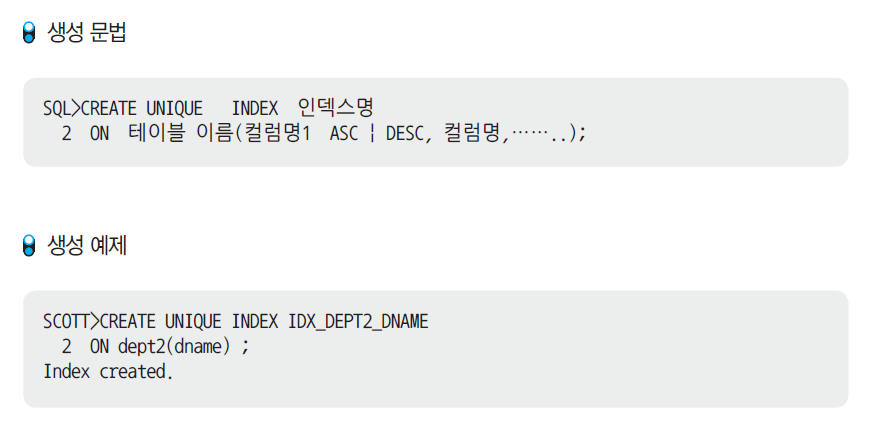 생성 문법
SQL>CREATE UNIQUE INDEX 인덱스명
2 ON 테이블 이름(컬럼명1 ASC | DESC, 컬럼명,……..);
생성 예제
SCOTT>CREATE UNIQUE INDEX IDX_DEPT2_DNAME
2 ON dept2(dname) ;
Index created.